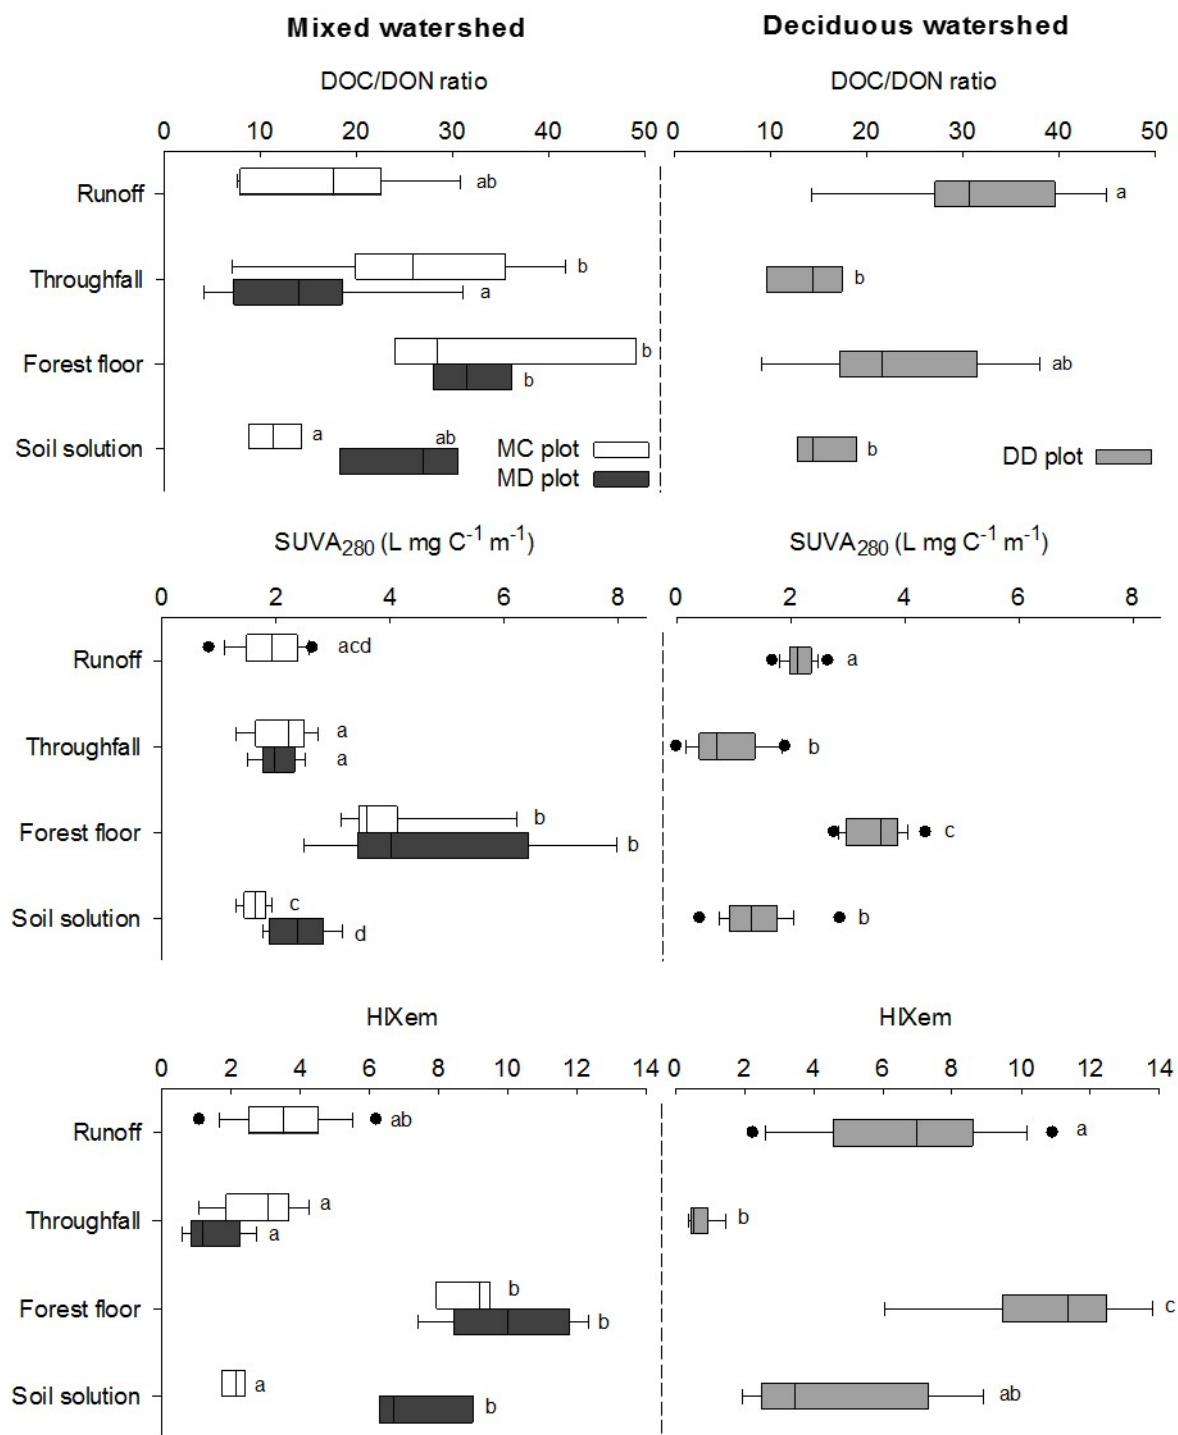 Mixed watershed Deciduous watershed
DOC/DON ratio DOC/DON ratio
0 10 20 30 40 50 0 10 20 30 40 50
Runoff ab a
Throughfall b a b
Forest floor b b ab
Soil solution a ab b
MC plot DD plot
MD plot
SUVA₂₈₀ (L mg C⁻¹ m⁻¹) SUVA₂₈₀ (L mg C⁻¹ m⁻¹)
0 2 4 6 8 0 2 4 6 8
Runoff acd a
Throughfall a a b
Forest floor b b c
Soil solution c d b
HIXem HIXem
0 2 4 6 8 10 12 14 0 2 4 6 8 10 12 14
Runoff ab a
Throughfall a a b
Forest floor b b c
Soil solution a b ab